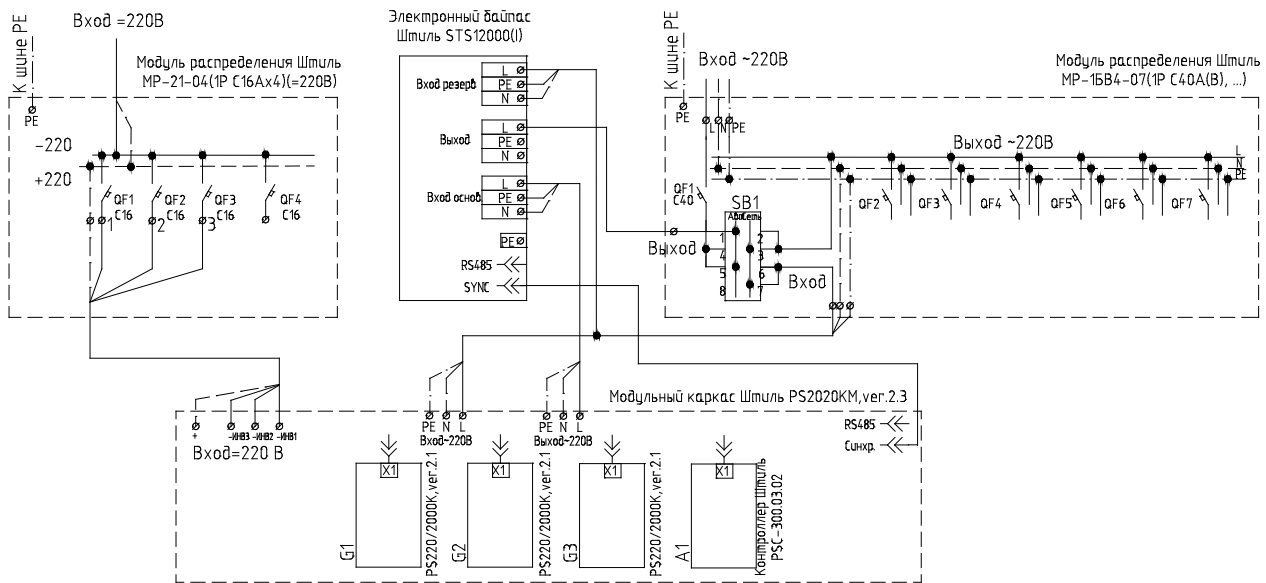 К шине PE
Вход =220В
Модуль распределения Штиль
МР-21-04(1Р С16Ах4)(=220В)
PE
-220
+220
QF1
C16
QF2
C16
QF3
C16
QF4
C16
1
2
3
Электронный байпас
Штиль STS12000(I)
Вход резерв
L
PE
N
Выход
L
PE
N
Вход основ.
L
PE
N
PE
RS485
SYNC
К шине PE
Вход ~220В
Модуль распределения Штиль
МР-1БВ4-07(1Р С40А(В), ...)
PE
L N PE
Выход ~220В
L
N
PE
QF1
C40
SB1
QF2
QF3
QF4
QF5
QF6
QF7
Выход
1 2
4 3
5 6
8 7
Вход
Модульный каркас Штиль PS2020KM,ver.2.3
+
-ИНВ3
-ИНВ2
-ИНВ1
Вход=220 В
PE N L
Вход~220В
PE N L
Выход~220В
RS485
Синхр.
X1
G1
PS220/2000K,ver.2.1
X1
G2
PS220/2000K,ver.2.1
X1
G3
PS220/2000K,ver.2.1
X1
A1
Контроллер Штиль
PSC-300.03.02